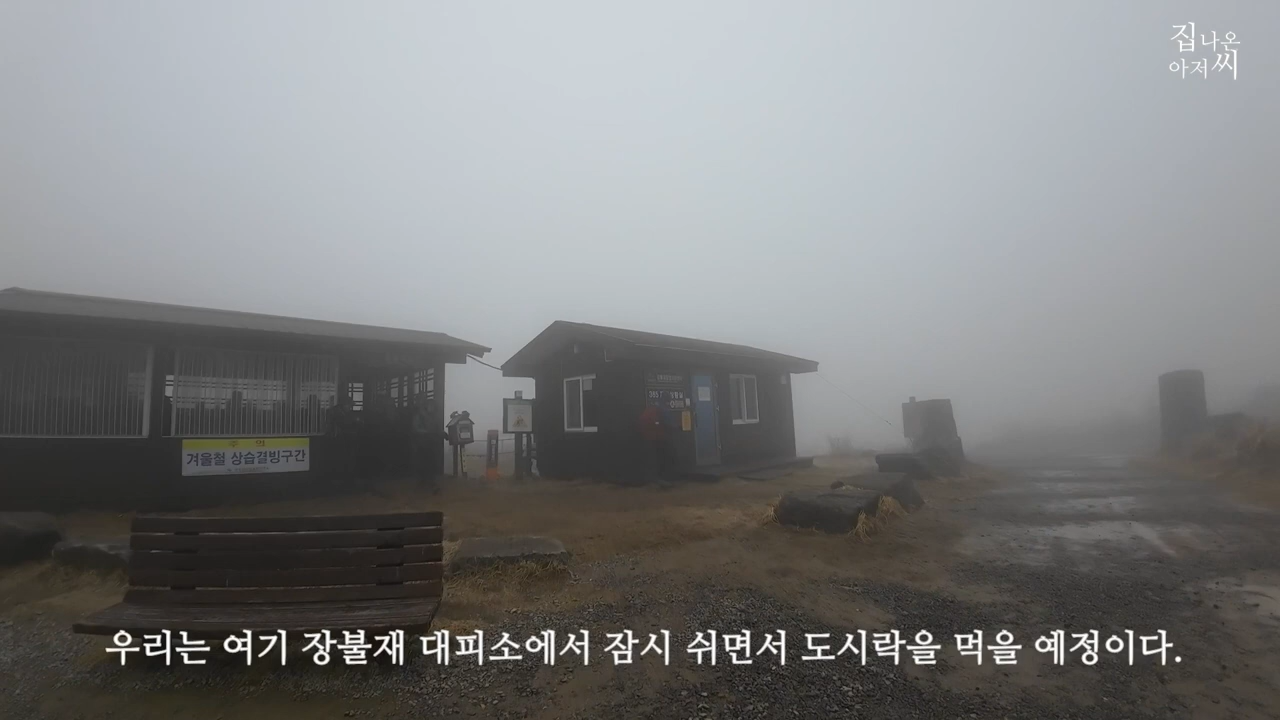 집나온
아저씨
주 의
겨울철 상습결빙구간
우리는 여기 장불재 대피소에서 잠시 쉬면서 도시락을 먹을 예정이다.